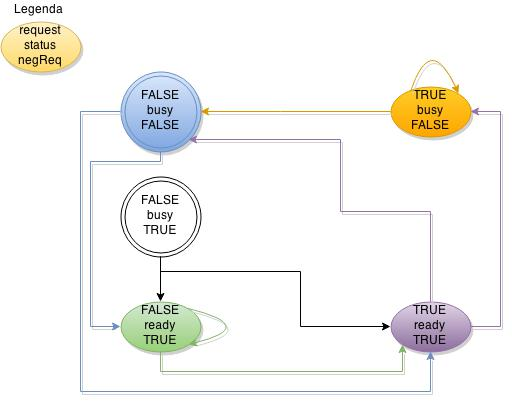 Legenda
request
status
negReq
FALSE
busy
FALSE
TRUE
busy
FALSE
FALSE
busy
TRUE
FALSE
ready
TRUE
TRUE
ready
TRUE